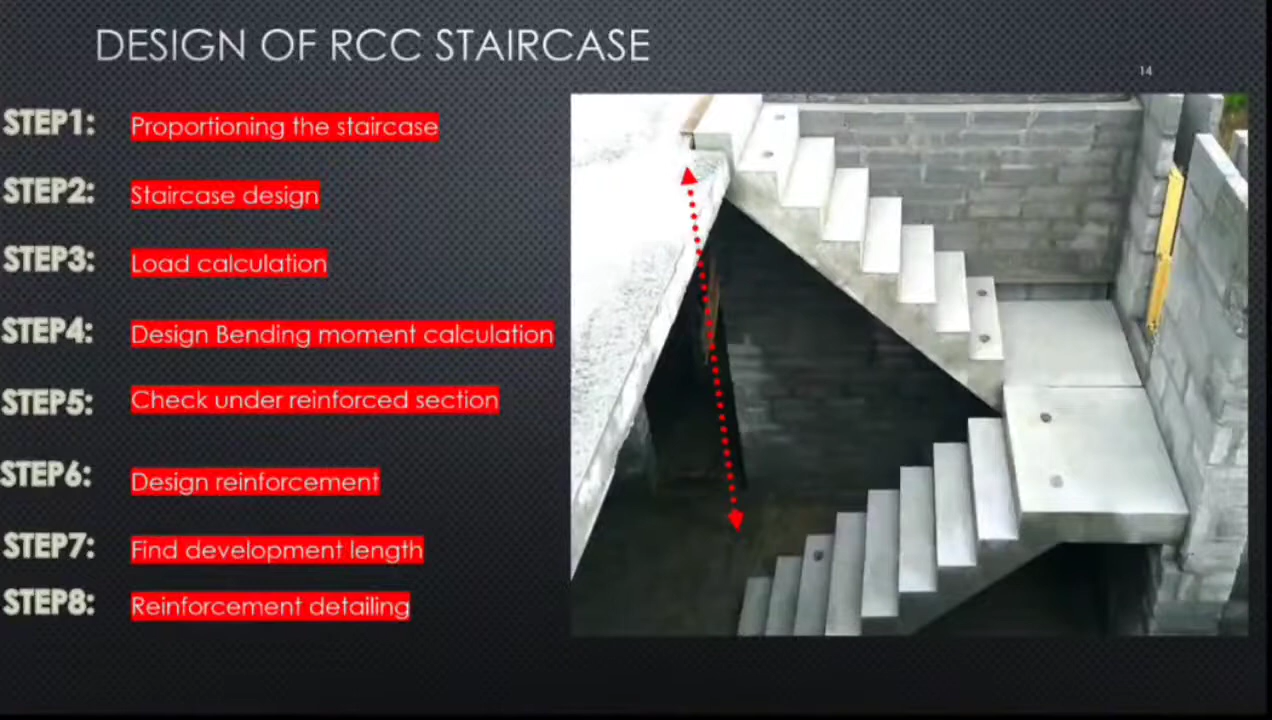 DESIGN OF RCC STAIRCASE
14
STEP1: Proportioning the staircase
STEP2: Staircase design
STEP3: Load calculation
STEP4: Design Bending moment calculation
STEP5: Check under reinforced section
STEP6: Design reinforcement
STEP7: Find development length
STEP8: Reinforcement detailing